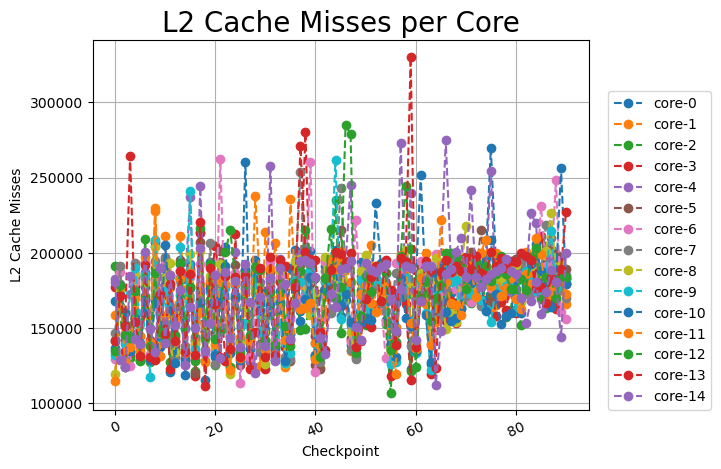 L2 Cache Misses per Core
L2 Cache Misses
300000
250000
200000
150000
100000
0
20
40
60
80
Checkpoint
core-0
core-1
core-2
core-3
core-4
core-5
core-6
core-7
core-8
core-9
core-10
core-11
core-12
core-13
core-14